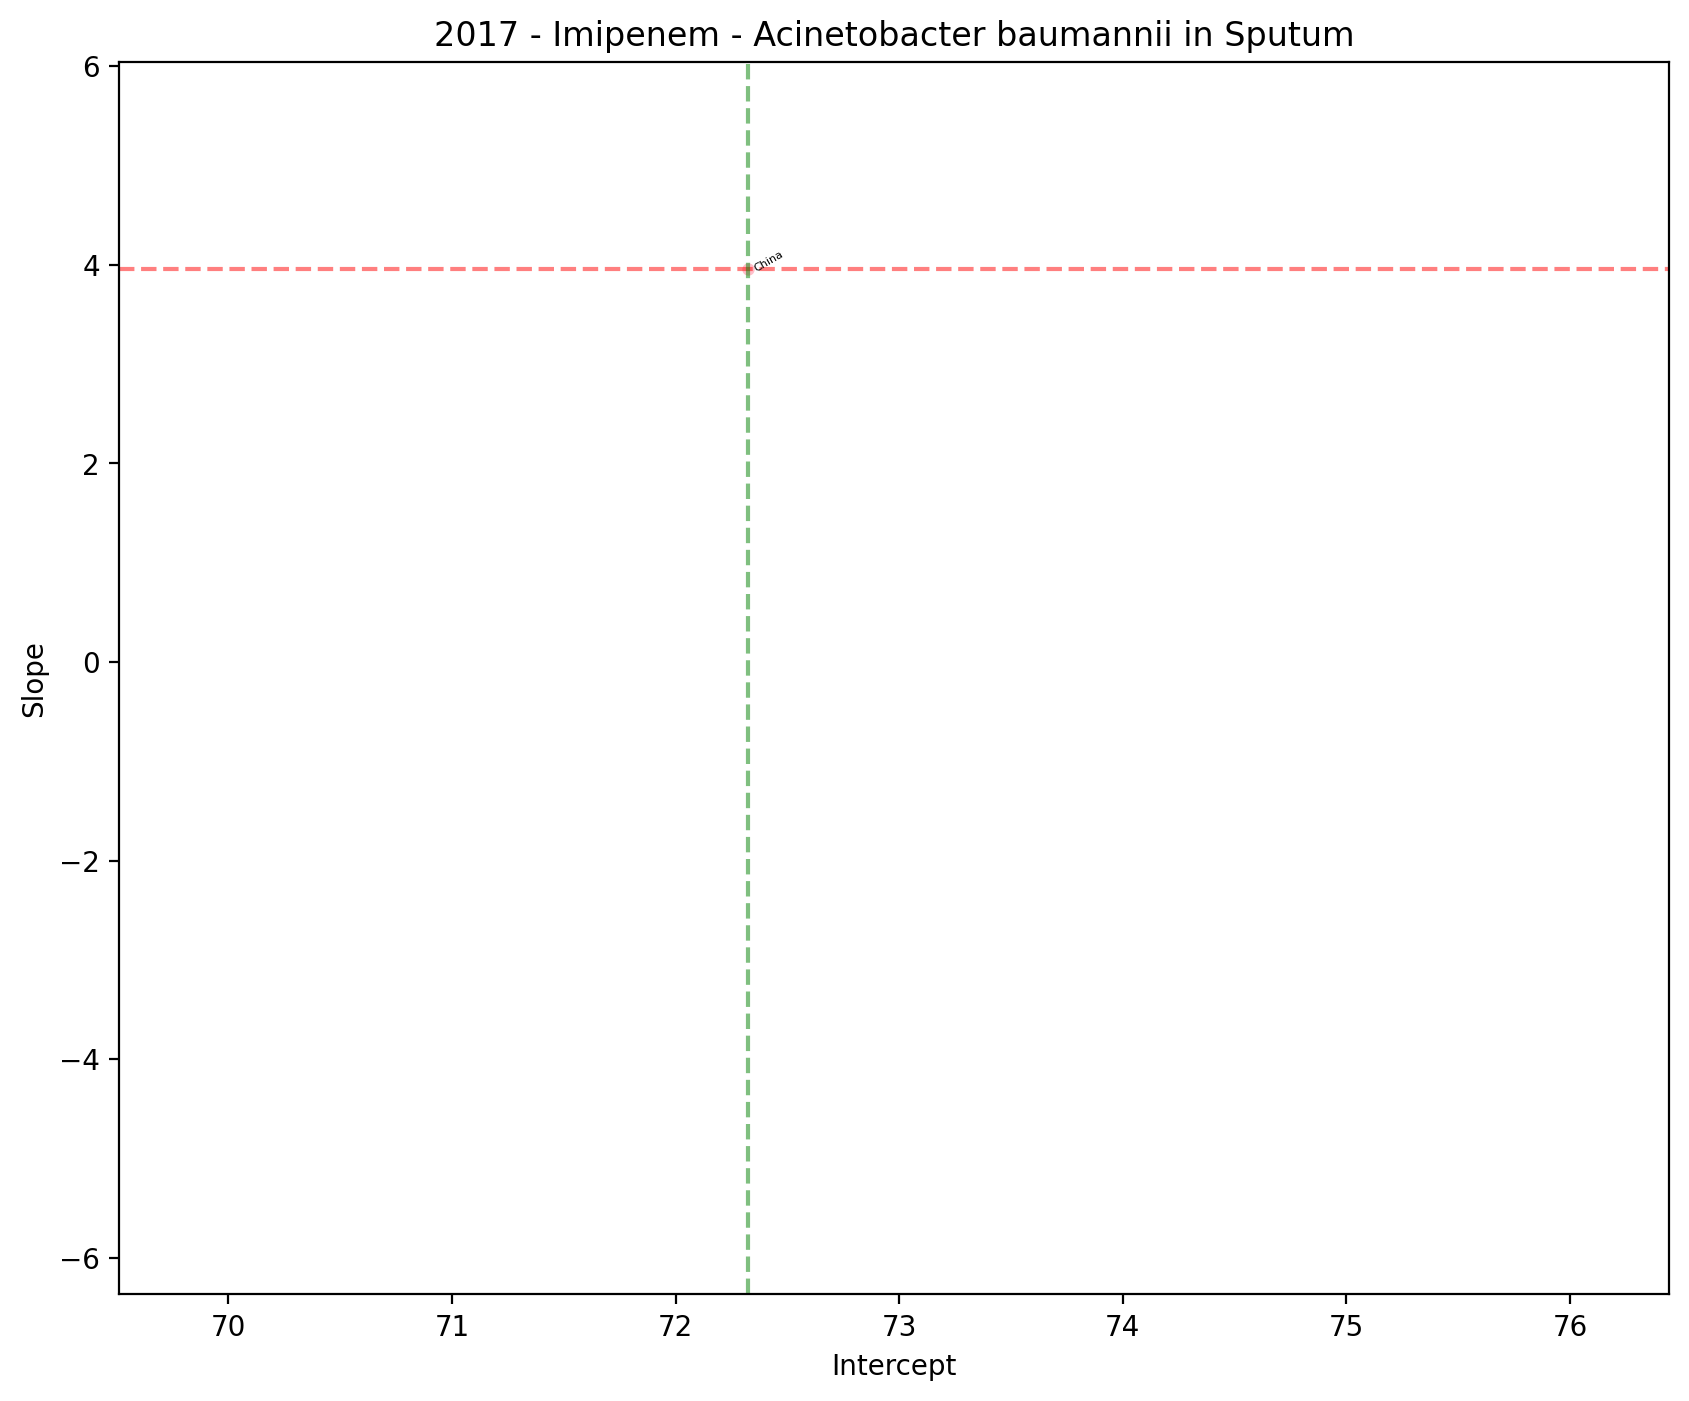 2017 - Imipenem - Acinetobacter baumannii in Sputum
6
4
2
0
−2
−4
−6
Slope
China
70 71 72 73 74 75 76
Intercept